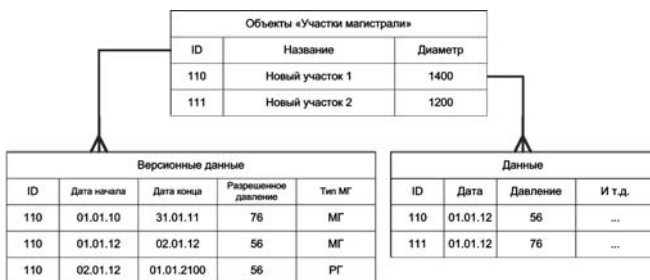 Объекты «Участки магистрали»
ID Название Диаметр
110 Новый участок 1 1400
111 Новый участок 2 1200
Версионные данные
ID Дата начала Дата конца Разрешенное давление Тип МГ
110 01.01.10 31.01.11 76 МГ
110 01.01.12 02.01.12 56 МГ
110 02.01.12 01.01.2100 56 РГ
Данные
ID Дата Давление И т.д.
110 01.01.12 56 ...
111 01.01.12 76 ...